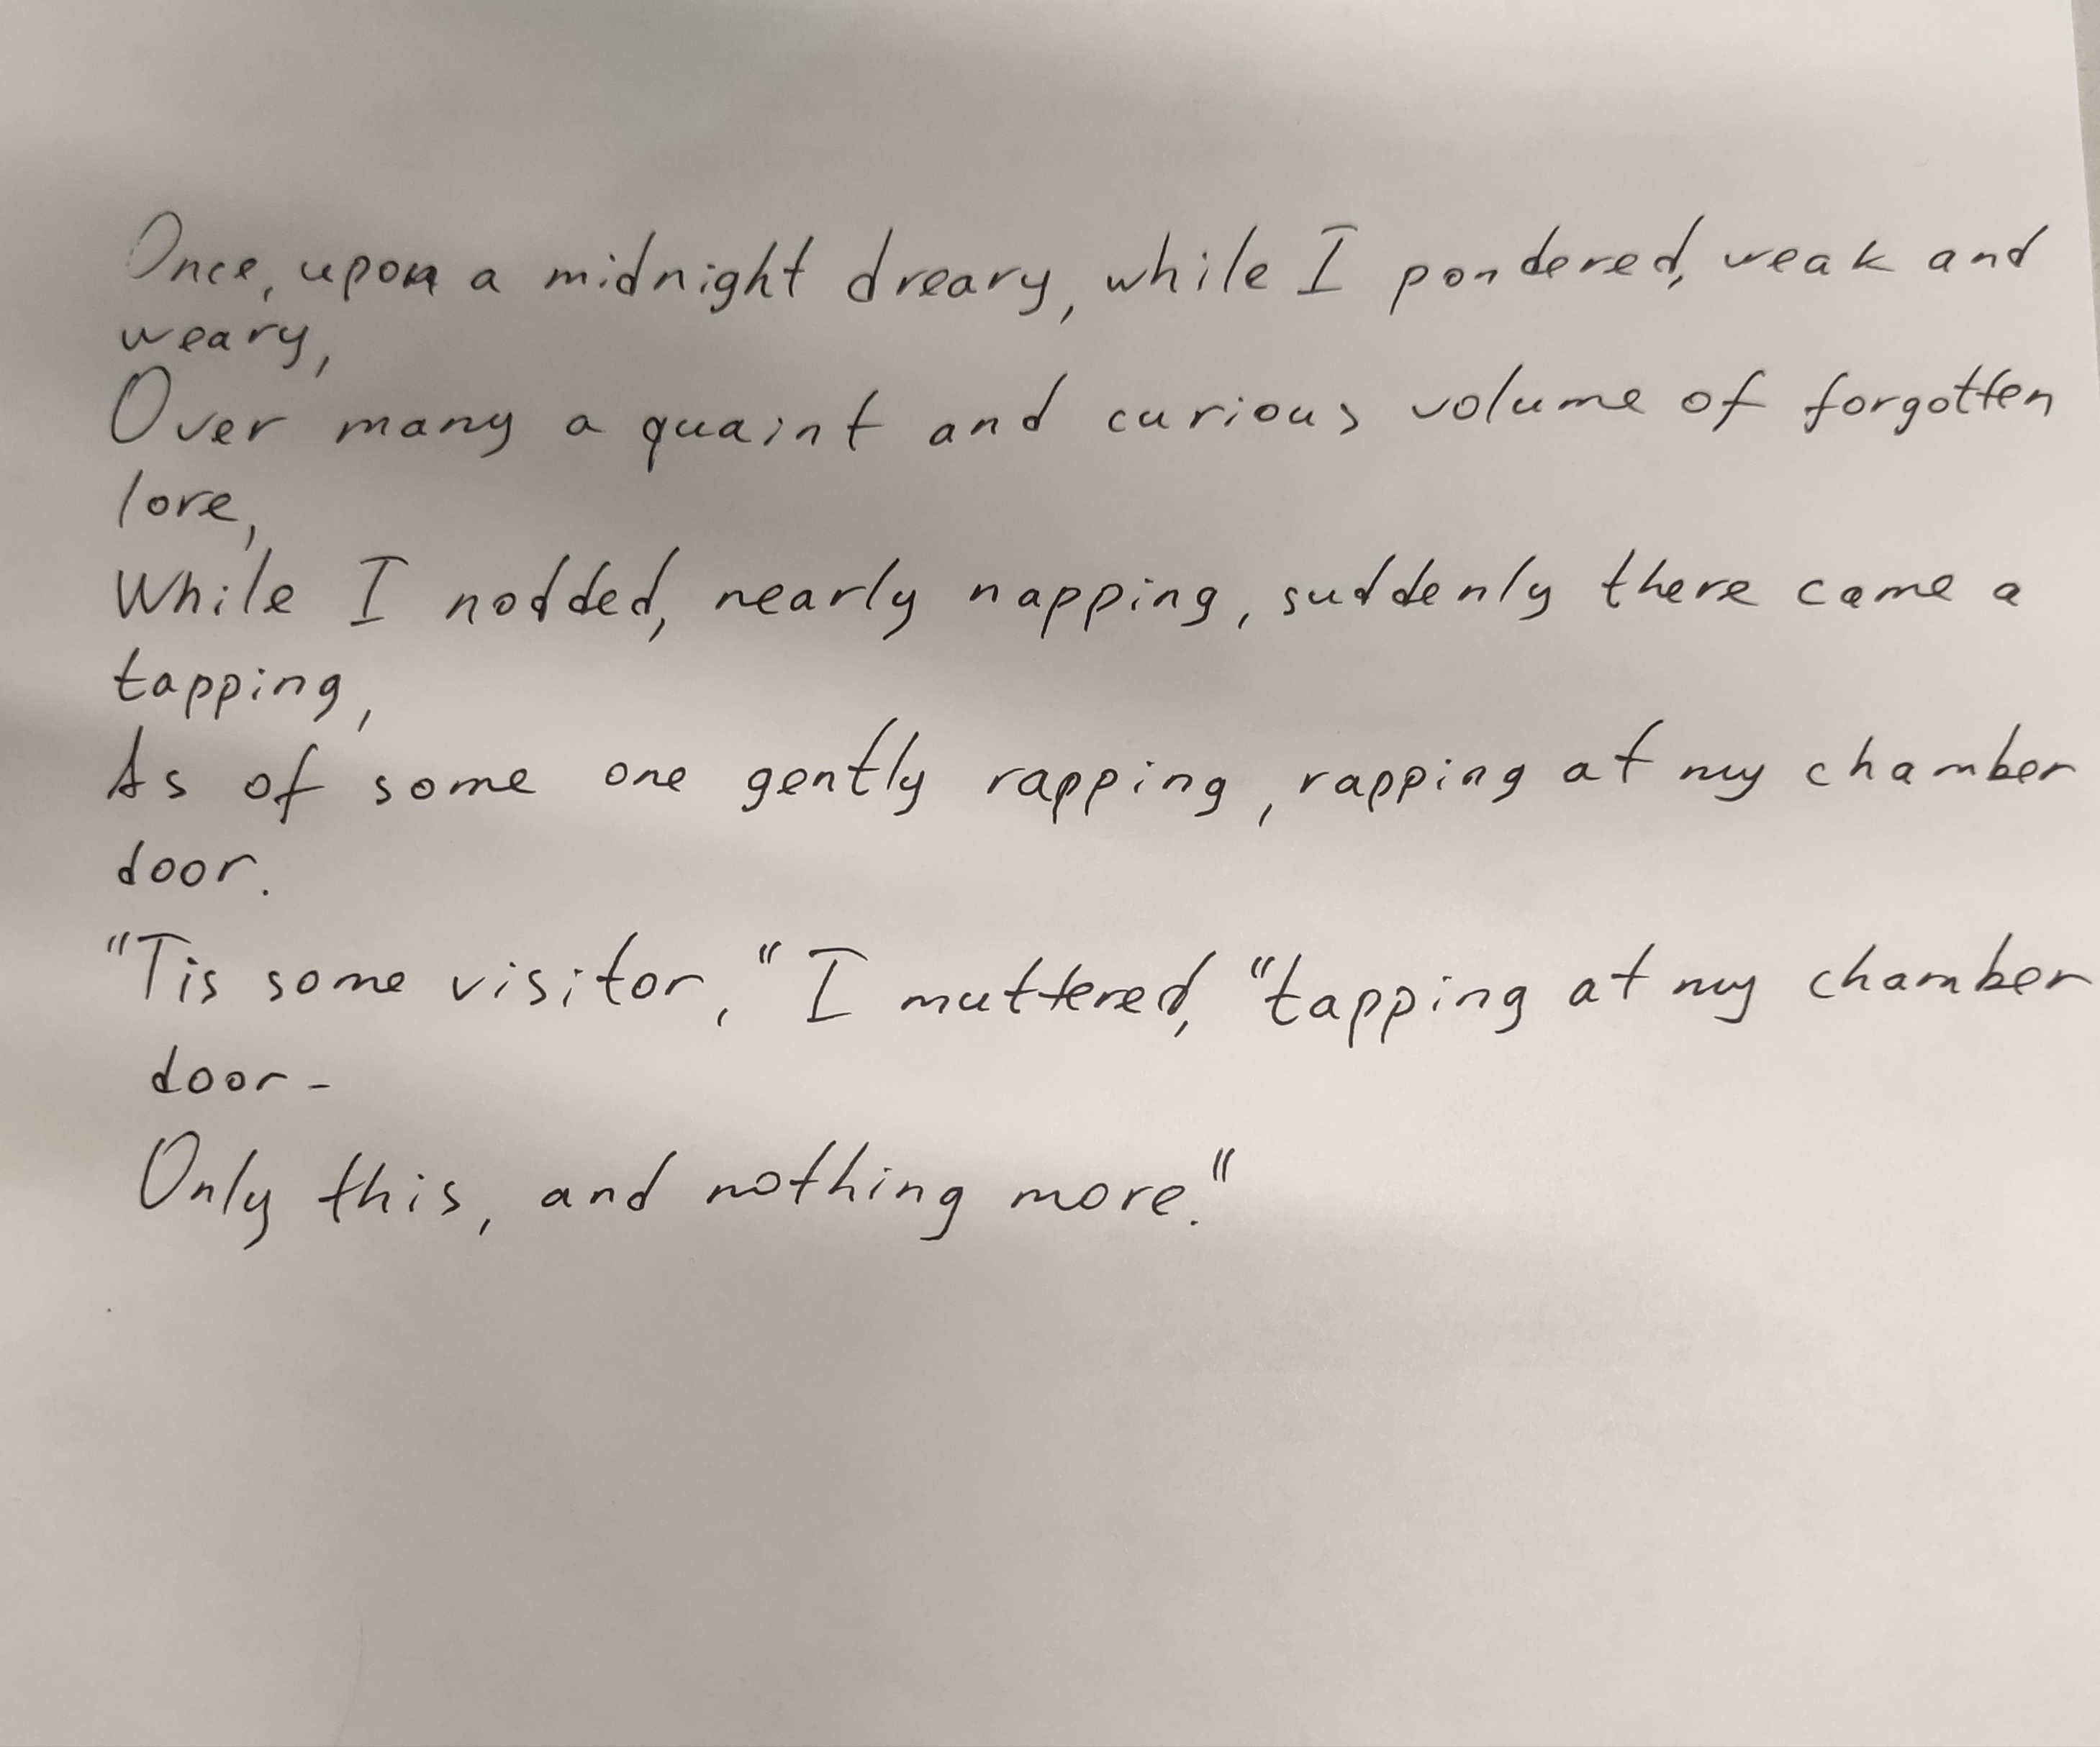 Once, upon a midnight dreary, while I pondered, weak and
weary,
Over many a quaint and curious volume of forgotten
lore,
While I nodded, nearly napping, suddenly there came a
tapping,
As of some one gently rapping, rapping at my chamber
door.
"Tis some visitor," I muttered, "tapping at my chamber
door-
Only this, and nothing more."